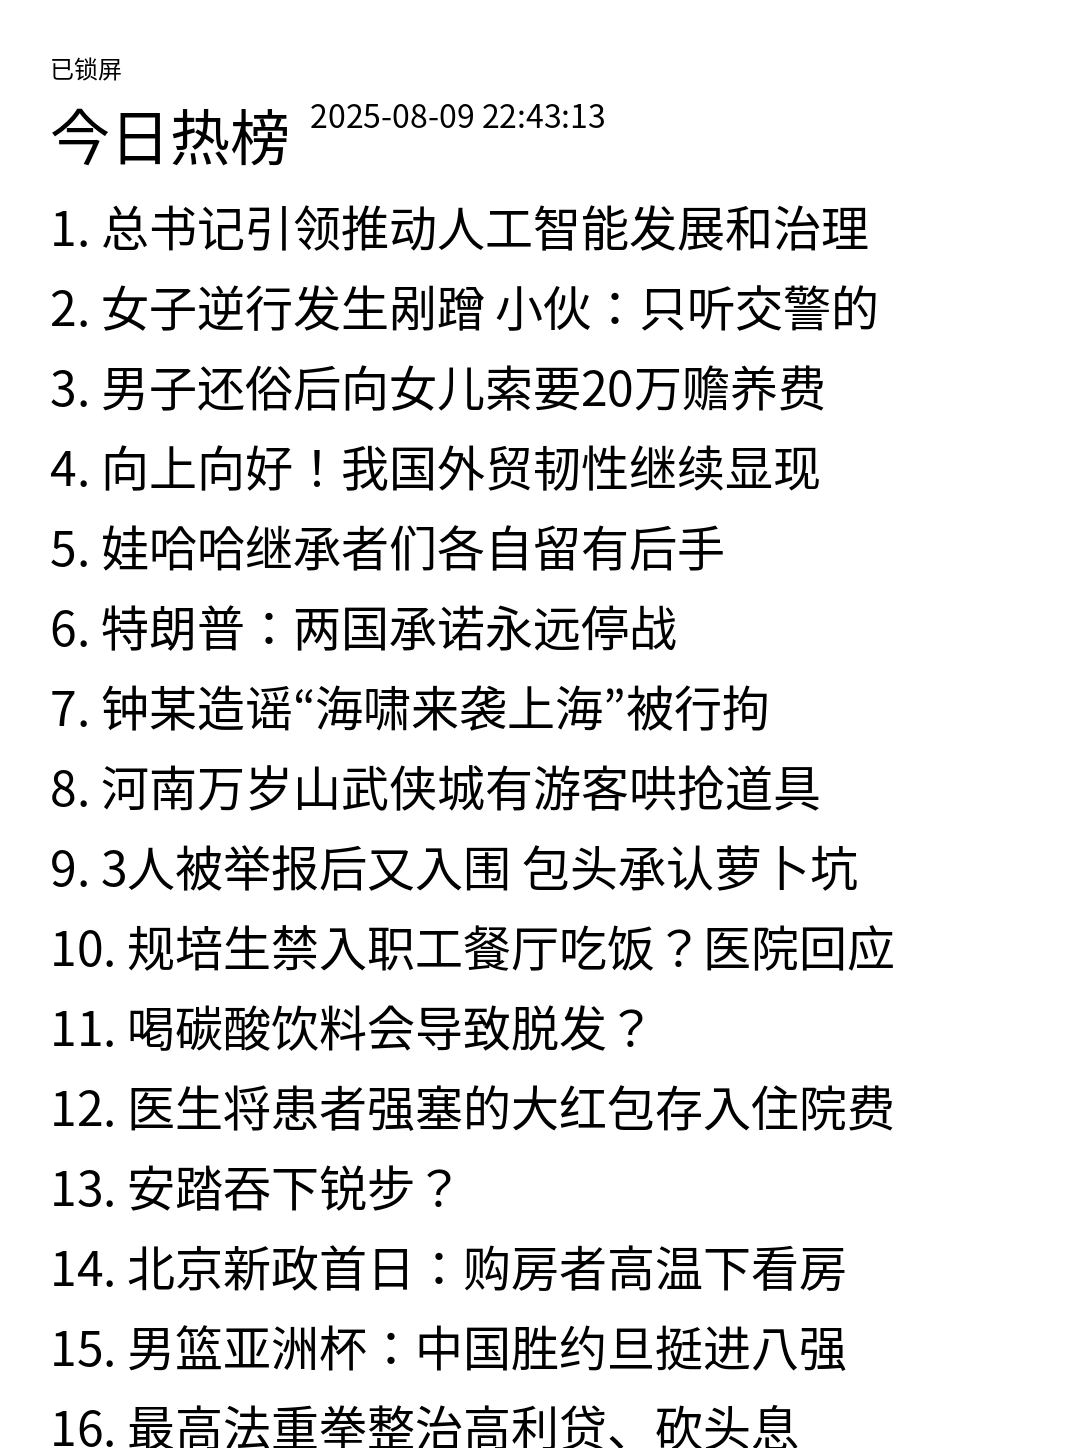 已锁屏
今日热榜 2025-08-09 22:43:13
1. 总书记引领推动人工智能发展和治理
2. 女子逆行发生剐蹭 小伙：只听交警的
3. 男子还俗后向女儿索要20万赡养费
4. 向上向好！我国外贸韧性继续显现
5. 娃哈哈继承者们各自留有后手
6. 特朗普：两国承诺永远停战
7. 钟某造谣“海啸来袭上海”被行拘
8. 河南万岁山武侠城有游客哄抢道具
9. 3人被举报后又入围 包头承认萝卜坑
10. 规培生禁入职工餐厅吃饭？医院回应
11. 喝碳酸饮料会导致脱发？
12. 医生将患者强塞的大红包存入住院费
13. 安踏吞下锐步？
14. 北京新政首日：购房者高温下看房
15. 男篮亚洲杯：中国胜约旦挺进八强
16. 最高法重拳整治高利贷、砍头息